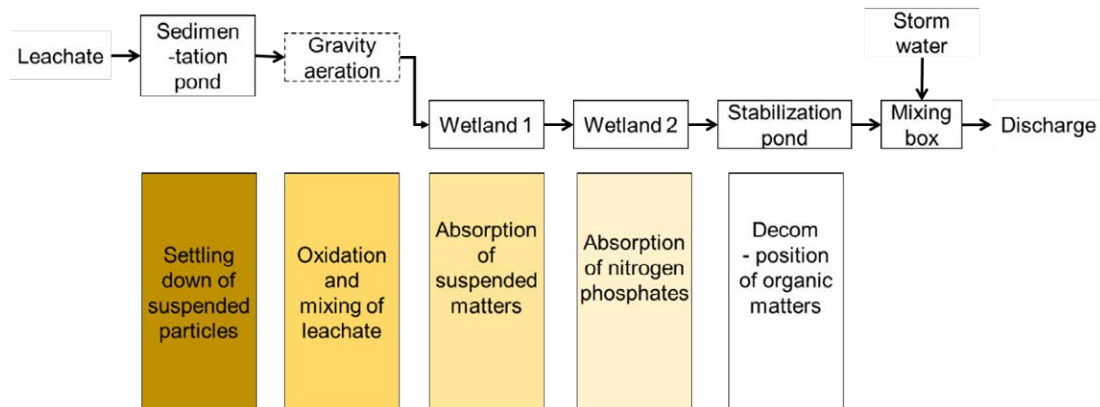 Leachate
Sedimen
-tation
pond
Gravity
aeration
Wetland 1
Wetland 2
Stabilization
pond
Storm
water
Mixing
box
Discharge
Settling
down of
suspended
particles
Oxidation
and
mixing of
leachate
Absorption
of
suspended
matters
Absorption
of nitrogen
phosphates
Decom
- position
of organic
matters